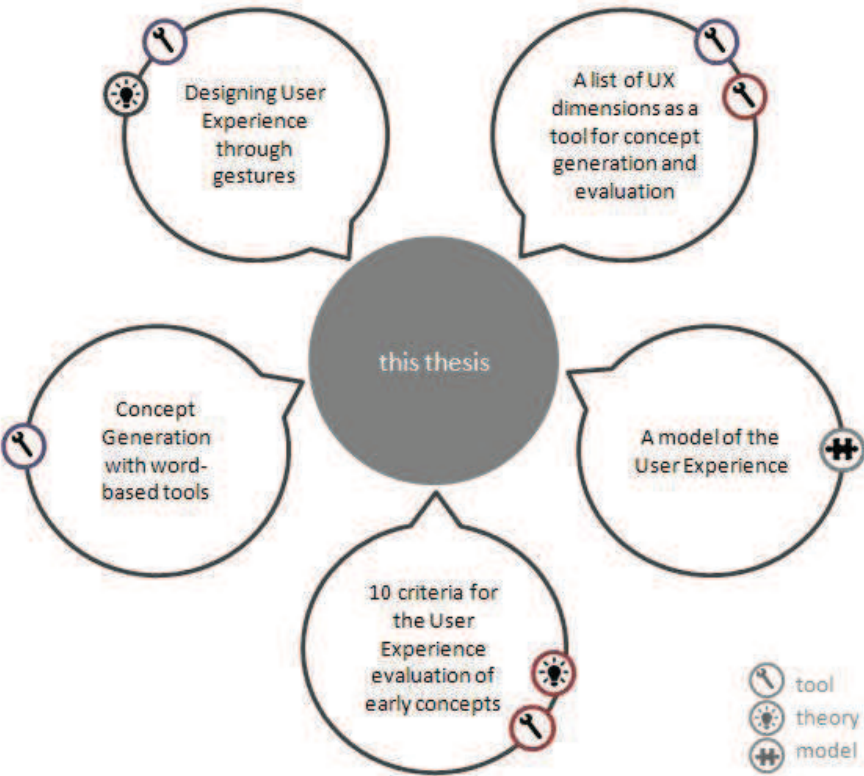 Designing User
Experience
through
gestures
A list of UX
dimensions as a
tool for concept
generation and
evaluation
this thesis
Concept
Generation
with word-
based tools
A model of the
User Experience
10 criteria for
the User
Experience
evaluation of
early concepts
tool
theory
model